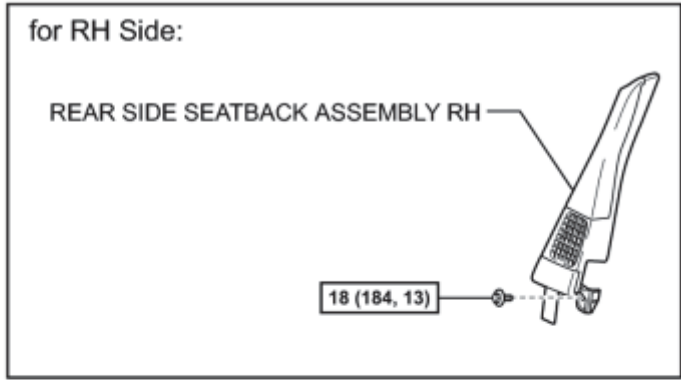 for RH Side:
REAR SIDE SEATBACK ASSEMBLY RH
18 (184, 13)